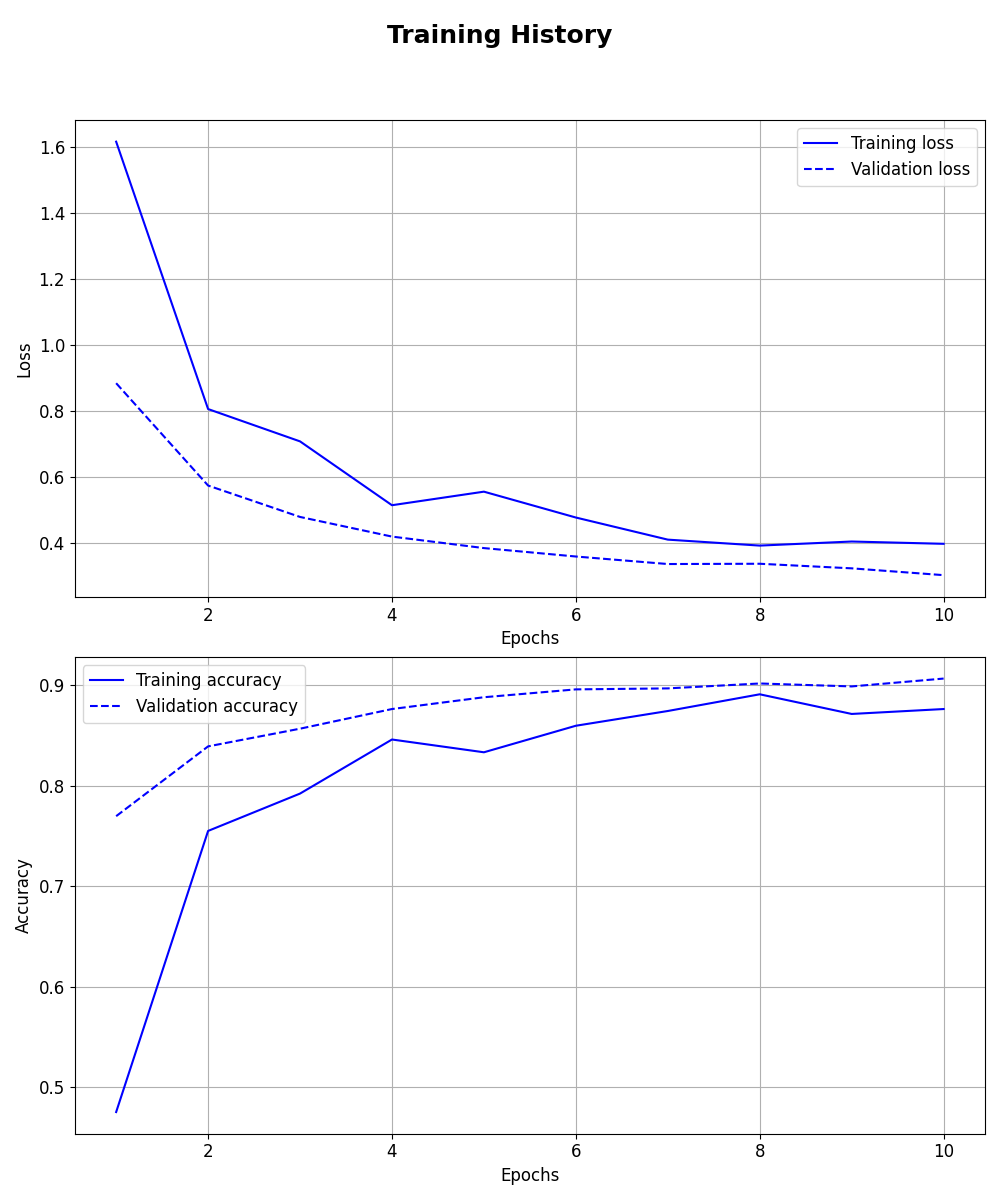 Training History
Training loss
Validation loss
1.6
1.4
1.2
1.0
0.8
0.6
0.4
Loss
2 4 6 8 10
Epochs
Training accuracy
Validation accuracy
0.9
0.8
0.7
0.6
0.5
Accuracy
2 4 6 8 10
Epochs